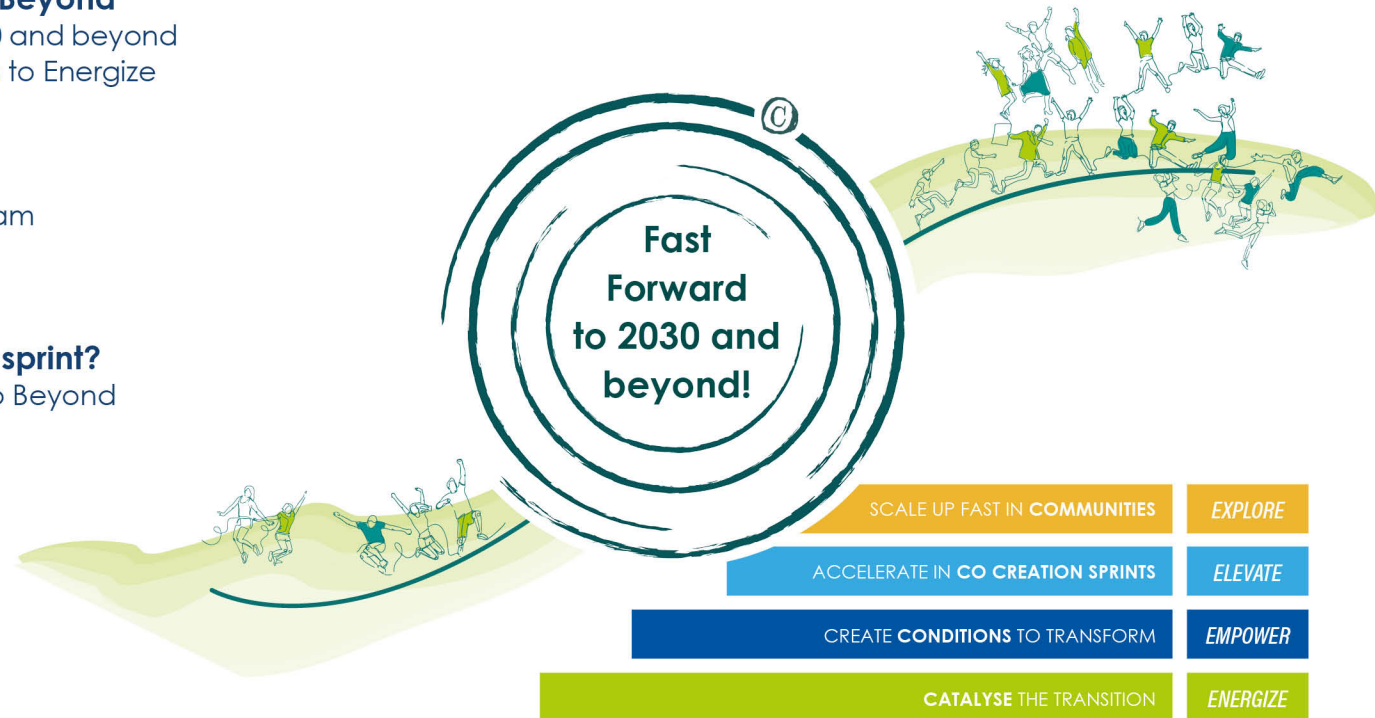 Beyond
and beyond
to Energize
am
sprint?
Beyond
©
Fast
Forward
to 2030 and
beyond!
SCALE UP FAST IN COMMUNITIES
EXPLORE
ACCELERATE IN CO CREATION SPRINTS
ELEVATE
CREATE CONDITIONS TO TRANSFORM
EMPOWER
CATALYSE THE TRANSITION
ENERGIZE